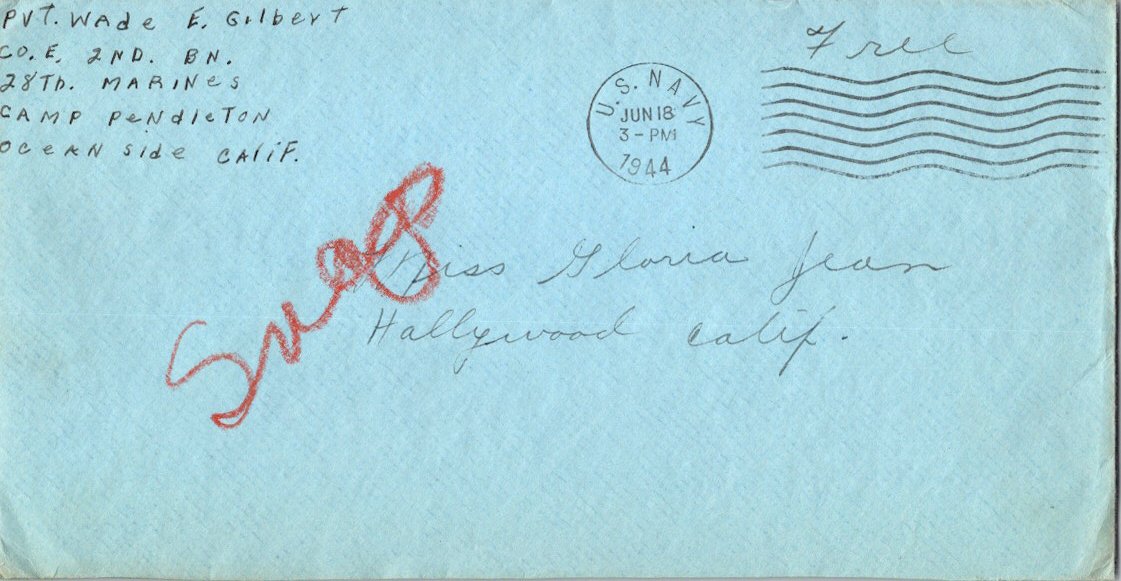 PVT. Wade E. Gilbert
CO. E. 2ND. BN.
28Th. MARINes
CAMP PeNdleTON
OCeAN Side CAliF.
Free
U.S. NAVY
JUN 18
3-PM
1944
Snap
Miss Gloria Jean
Hollywood Calif.